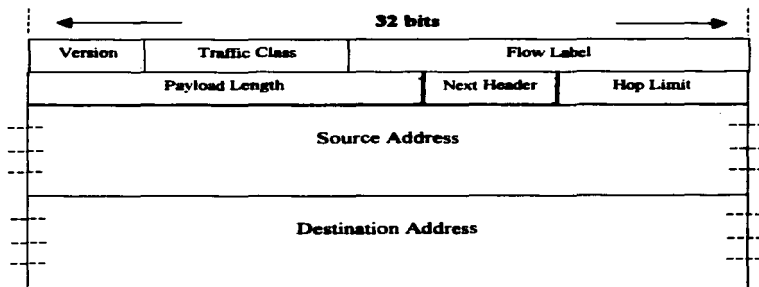 32 bits
Version Traffic Class Flow Label
Payload Length Next Header Hop Limit
Source Address
Destination Address